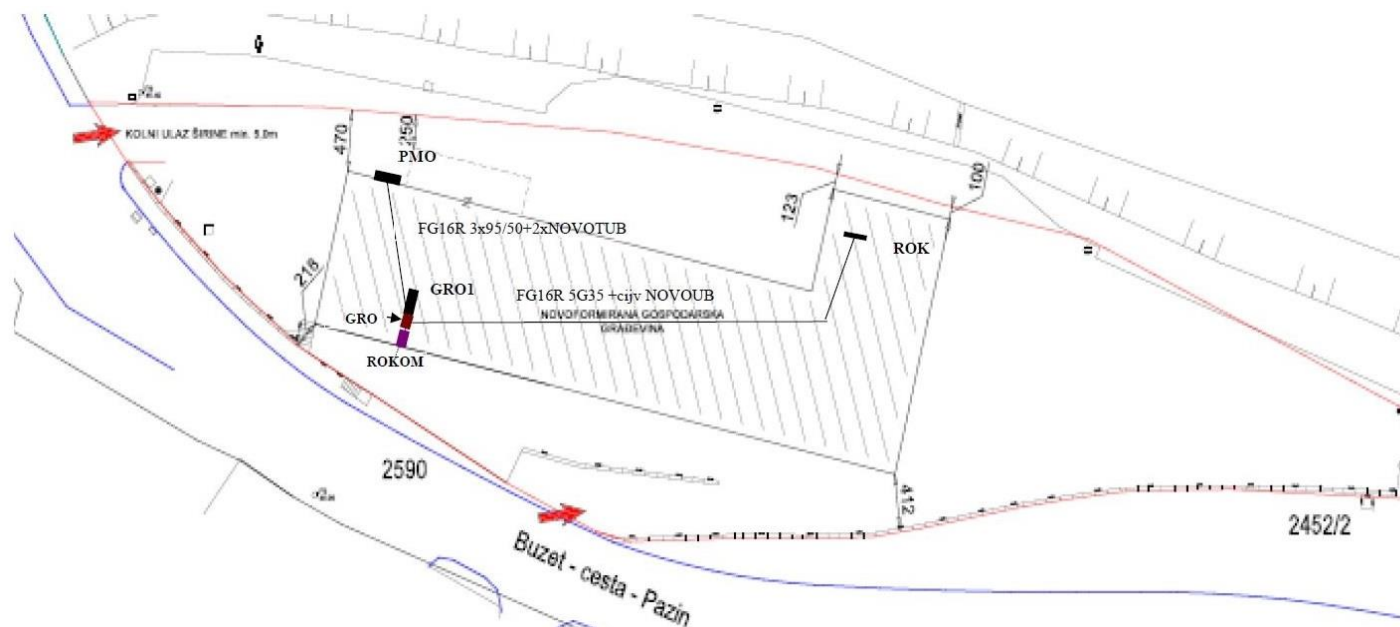 KOLNI ULAZ ŠIRINE min. 5,0m
470
250
PMO
100
123
FG16R 3x95/50+2xNOVOTUB
ROK
218
GRO1
FG16R 5G35 +cijv NOVOUB
GRO
NOVOFORMIRANA GOSPODARSKA
GRAĐEVINA
ROKOM
2590
412
2452/2
Buzet - cesta - Pazin